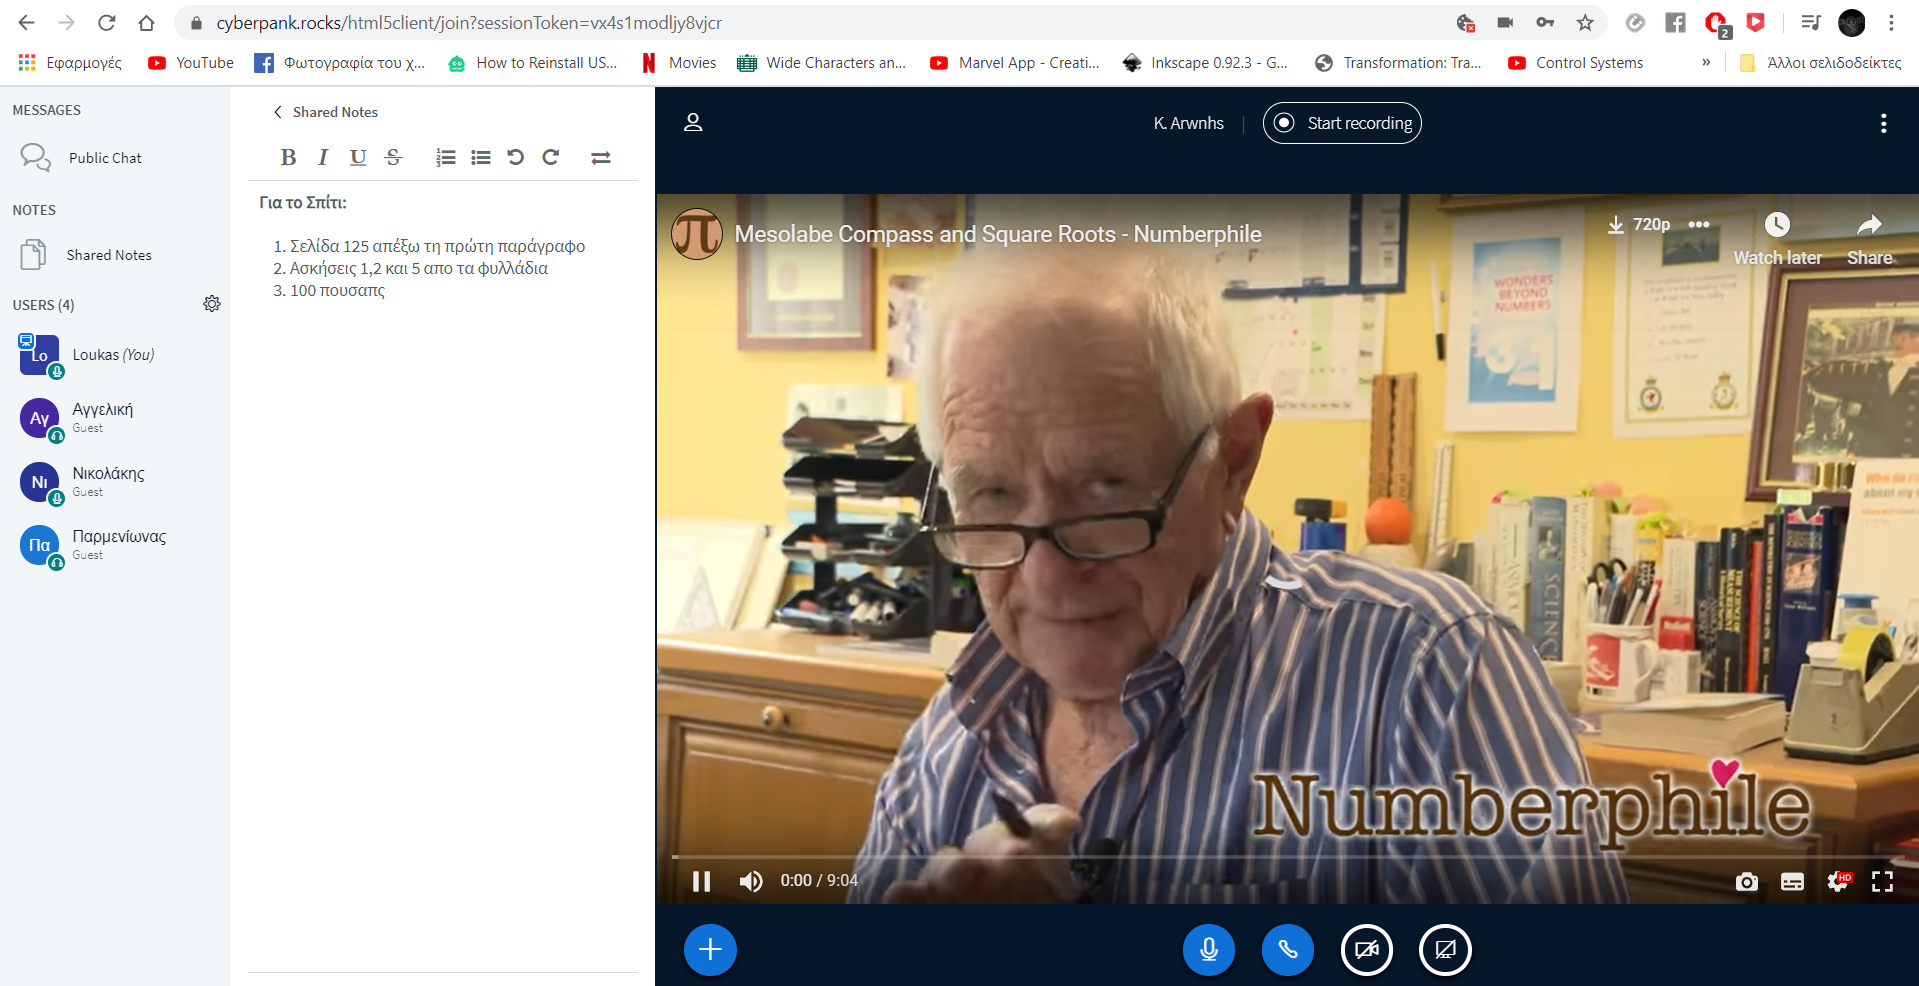 cyberpank.rocks/html5client/join?sessionToken=vx4s1modljy8vjcr
2
Εφαρμογές
YouTube
Φωτογραφία του χ...
How to Reinstall US...
Movies
Wide Characters an...
Marvel App - Creati...
Inkscape 0.92.3 - G...
Transformation: Tra...
Control Systems
»
Άλλοι σελιδοδείκτες
MESSAGES
Public Chat
NOTES
Shared Notes
USERS (4)
Lo
Loukas (You)
Αγ
Αγγελική
Guest
Νι
Νικολάκης
Guest
Πα
Παρμενίωνας
Guest
Shared Notes
B I U S
Για το Σπίτι:
1. Σελίδα 125 απέξω τη πρώτη παράγραφο
2. Ασκήσεις 1,2 και 5 απο τα φυλλάδια
3. 100 πουσαπς
K. Arwnhs
Start recording
π
Mesolabe Compass and Square Roots - Numberphile
720p
Watch later
Share
WONDERS
BEYOND
NUMBERS
SCIENCE
Numberphile
0:00 / 9:04
HD